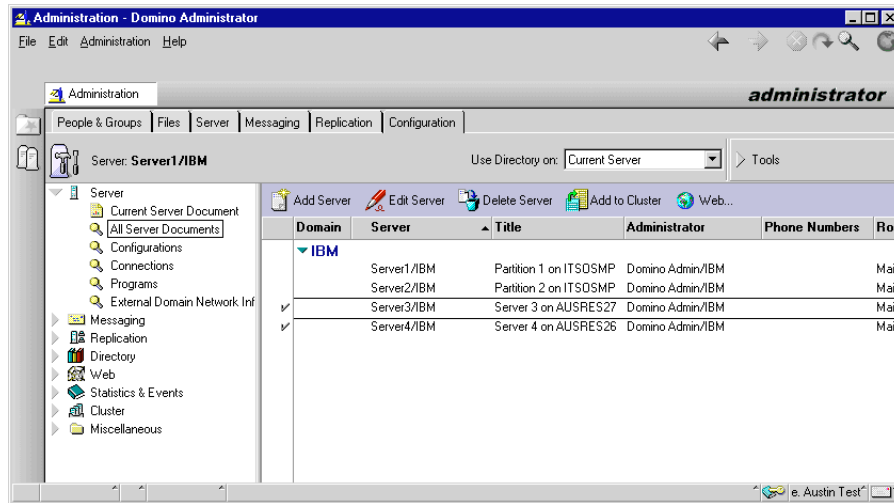 Administration - Domino Administrator
File Edit Administration Help
Administration
administrator
People & Groups Files Server Messaging Replication Configuration
Server: Server1/IBM
Use Directory on: Current Server
Tools
Add Server Edit Server Delete Server Add to Cluster Web...
Server
Current Server Document
All Server Documents
Configurations
Connections
Programs
External Domain Network Inf
Messaging
Replication
Directory
Web
Statistics & Events
Cluster
Miscellaneous
Domain Server Title Administrator Phone Numbers Ro
IBM
Server1/IBM Partition 1 on ITSOSMP Domino Admin/IBM Mai
Server2/IBM Partition 2 on ITSOSMP Domino Admin/IBM Mai
Server3/IBM Server 3 on AUSRES27 Domino Admin/IBM Mai
Server4/IBM Server 4 on AUSRES26 Domino Admin/IBM Mai
e. Austin Test